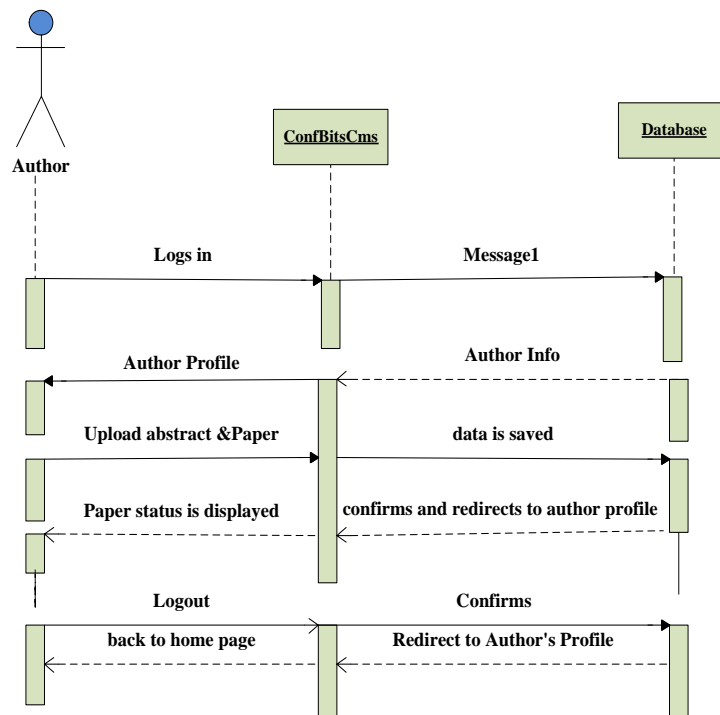 Author
ConfBitsCms
Database
Logs in
Message1
Author Profile
Author Info
Upload abstract &Paper
data is saved
Paper status is displayed
confirms and redirects to author profile
Logout
Confirms
back to home page
Redirect to Author's Profile